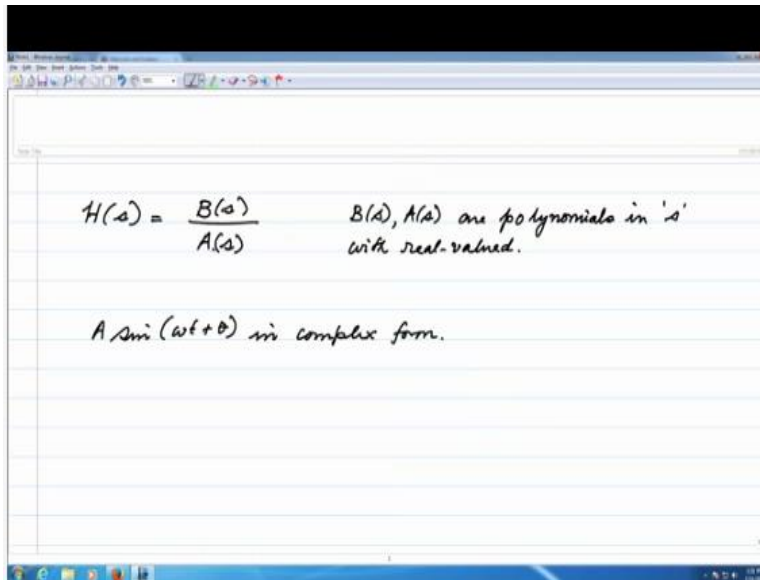 H(s) = B(s) / A(s) B(s), A(s) are polynomials in 's'
with real-valued.
A sin (ωt + θ) in complex form.